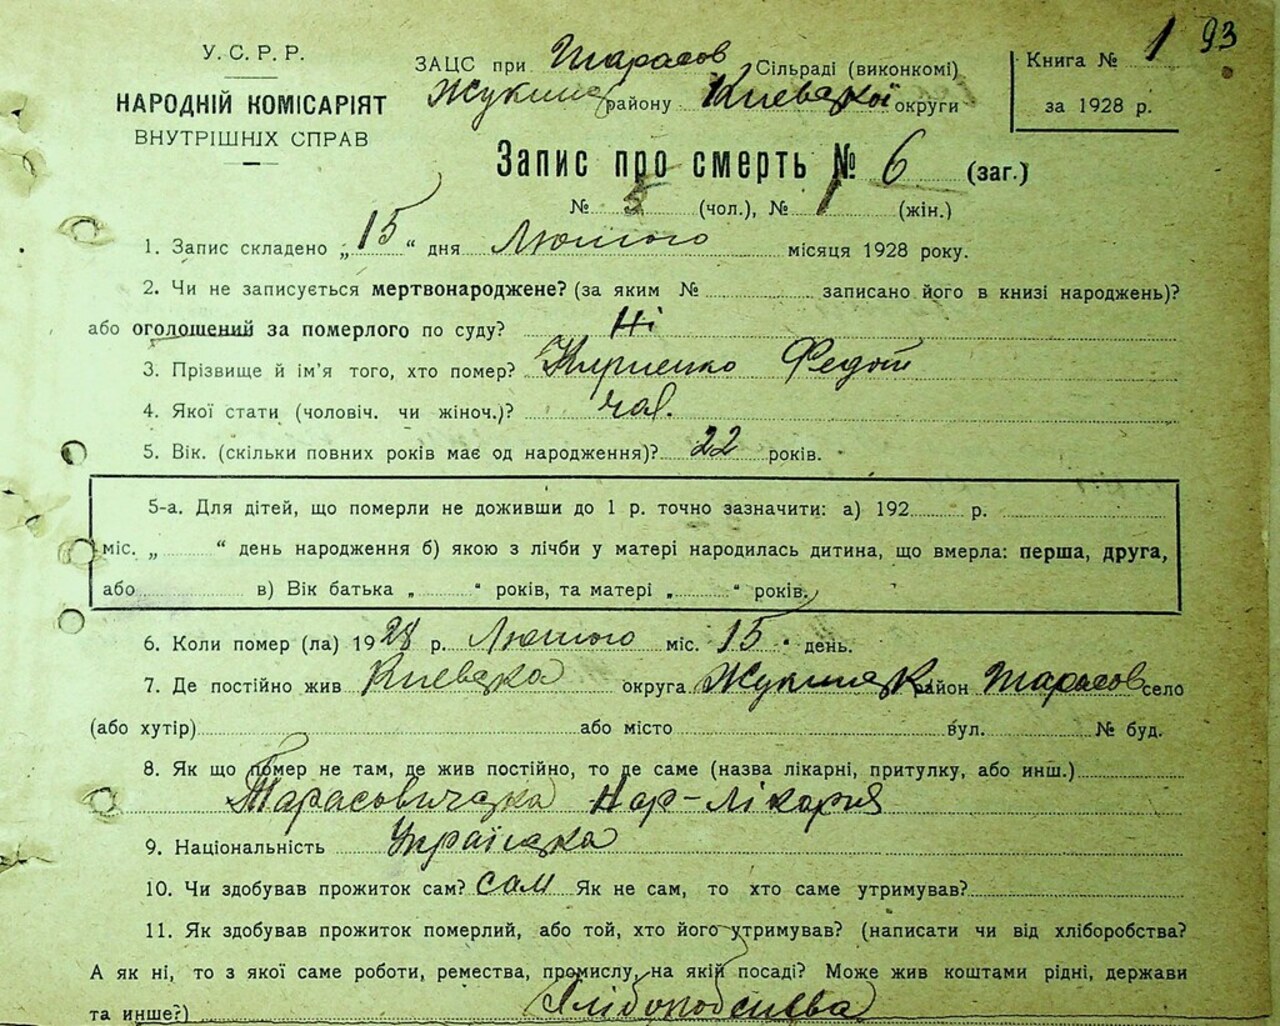 93
У. С. Р. Р.
НАРОДНІЙ КОМІСАРІЯТ
ВНУТРІШНІХ СПРАВ
ЗАЦС при Тарасов Сільраді (виконкомі)
району Киевської округи
Книга № 1
за 1928 р.
Запис про смерть № 6 (заг.)
№ 5 (чол.), № 1 (жін.)
1. Запис складено „ 15 “ дня Лютого місяця 1928 року.
2. Чи не записується мертвонароджене? (за яким № записано його в книзі народжень)?
або оголошений за померлого по суду? Ні
3. Прізвище й ім'я того, хто помер? Кириенко Федот
4. Якої стати (чоловіч. чи жіноч.)? чол.
5. Вік. (скільки повних років має од народження)? 22 років.
5-а. Для дітей, що померли не доживши до 1 р. точно зазначити: а) 192 р.
міс. „ “ день народження б) якою з лічби у матері народилась дитина, що вмерла: перша, друга,
або в) Вік батька „ “ років, та матері „ “ років.
6. Коли помер (ла) 1928 р. Лютого міс. 15 “ день.
7. Де постійно жив Киевська округа район Тарасов село
(або хутір) або місто вул. № буд.
8. Як що помер не там, де жив постійно, то де саме (назва лікарні, притулку, або инш.)
Тарасовичська Нар-лікарня
9. Національність Українська
10. Чи здобував прожиток сам? сам Як не сам, то хто саме утримував?
11. Як здобував прожиток померлий, або той, хто його утримував? (написати чи від хліборобства?
А як ні, то з якої саме роботи, ремества, промислу, на якій посаді? Може жив коштами рідні, держави
та инше?)